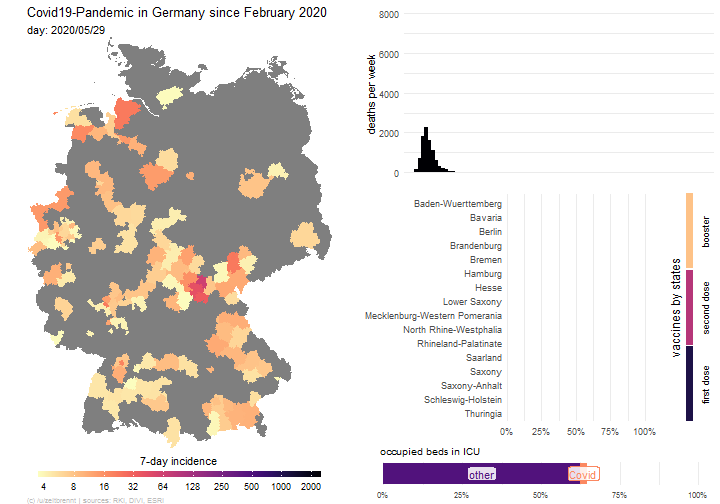 Covid19-Pandemic in Germany since February 2020
day: 2020/05/29
7-day incidence
4 8 16 32 64 125 250 500 1000 2000
(c) /u/zeitbremt | sources: RKI, DIVI, ESRI
deaths per week
8000
6000
4000
2000
0
Baden-Wuerttemberg
Bavaria
Berlin
Brandenburg
Bremen
Hamburg
Hesse
Lower Saxony
Mecklenburg-Western Pomerania
North Rhine-Westphalia
Rhineland-Palatinate
Saarland
Saxony
Saxony-Anhalt
Schleswig-Holstein
Thuringia
0% 25% 50% 75% 100%
vaccines by states
booster
second dose
first dose
occupied beds in ICU
other
Covid
0% 25% 50% 75% 100%